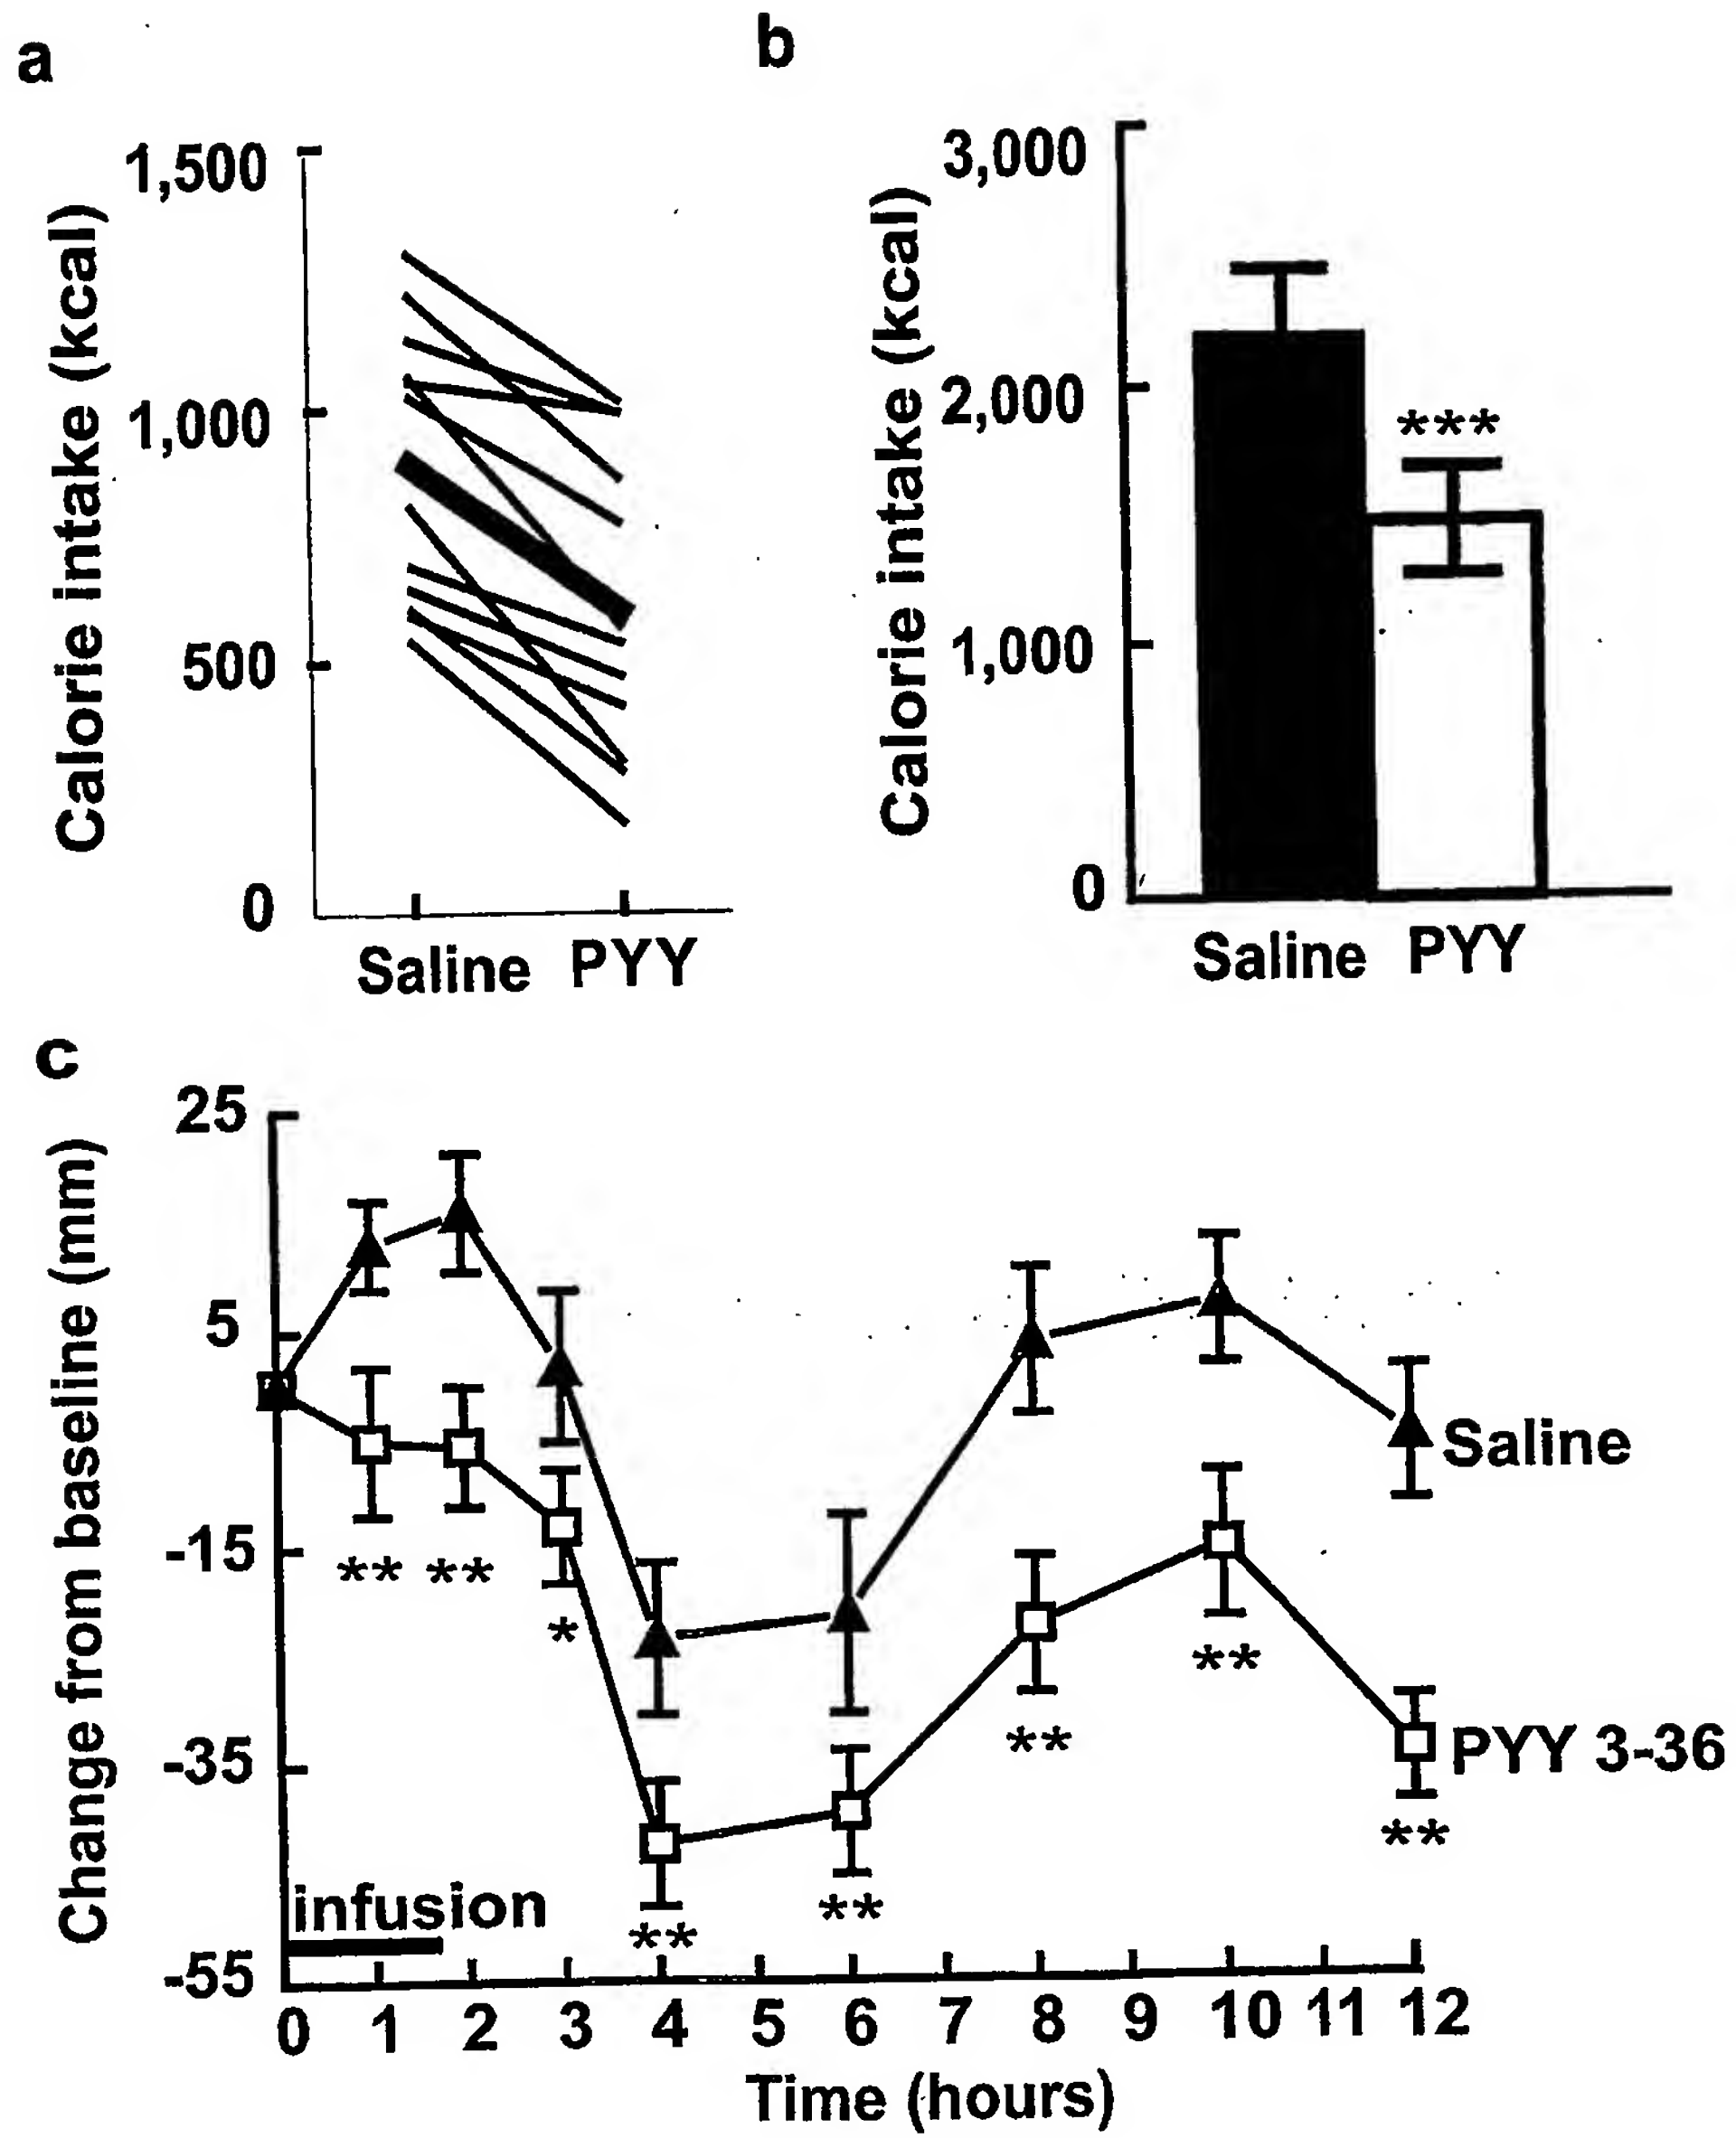 a
Calorie intake (kcal)
1,500
1,000
500
0
Saline PYY
b
Calorie intake (kcal)
3,000
2,000
1,000
0
***
Saline PYY
c
Change from baseline (mm)
25
5
-15
-35
-55
** **
*
**
**
**
**
**
Saline
PYY 3-36
infusion
0 1 2 3 4 5 6 7 8 9 10 11 12
Time (hours)